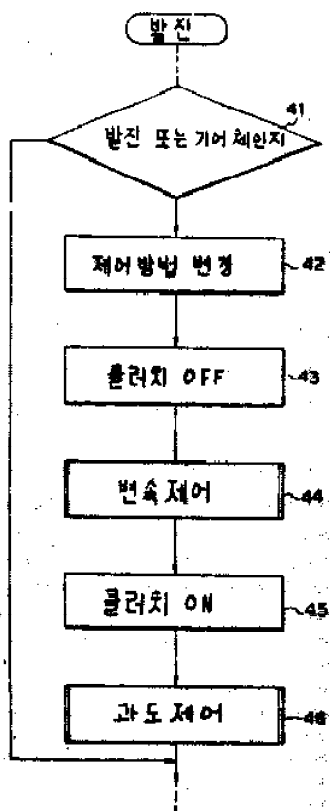 발진
41
발진 또는 기어 체인지
제어방법 변경
42
클러치 OFF
43
변속제어
44
클러치 ON
45
과도제어
46